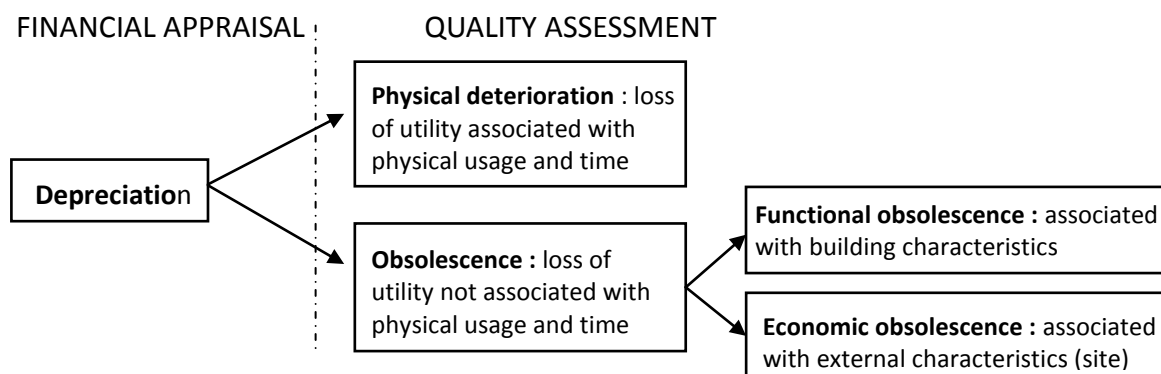 FINANCIAL APPRAISAL
QUALITY ASSESSMENT
Physical deterioration : loss
of utility associated with
physical usage and time
Depreciation
Obsolescence : loss of
utility not associated with
physical usage and time
Functional obsolescence : associated
with building characteristics
Economic obsolescence : associated
with external characteristics (site)